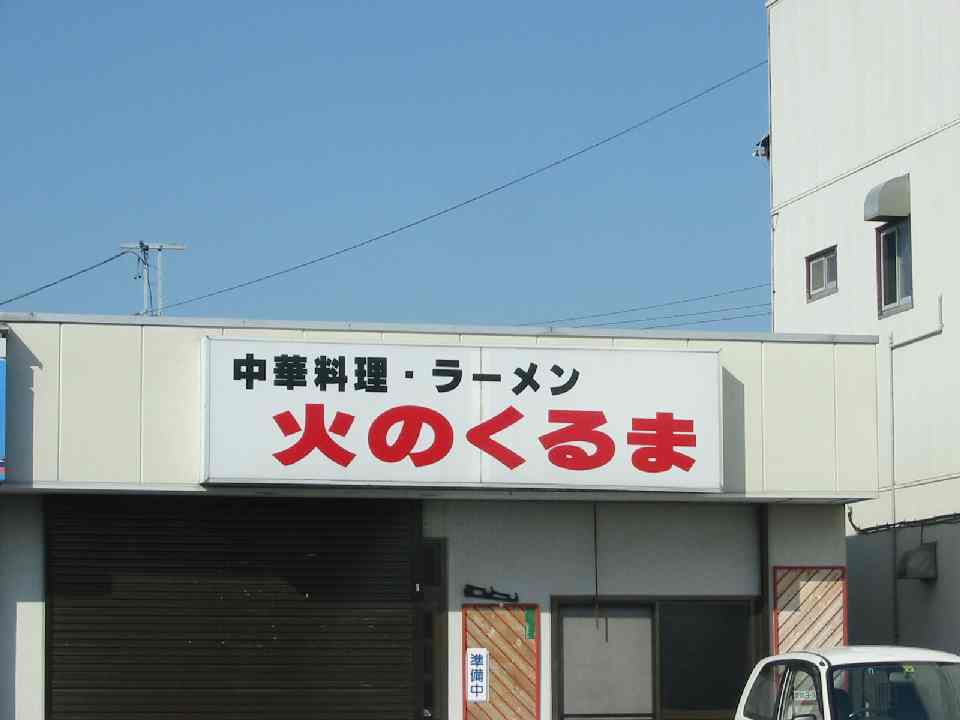 中華料理・ラーメン
火のくるま
準備中